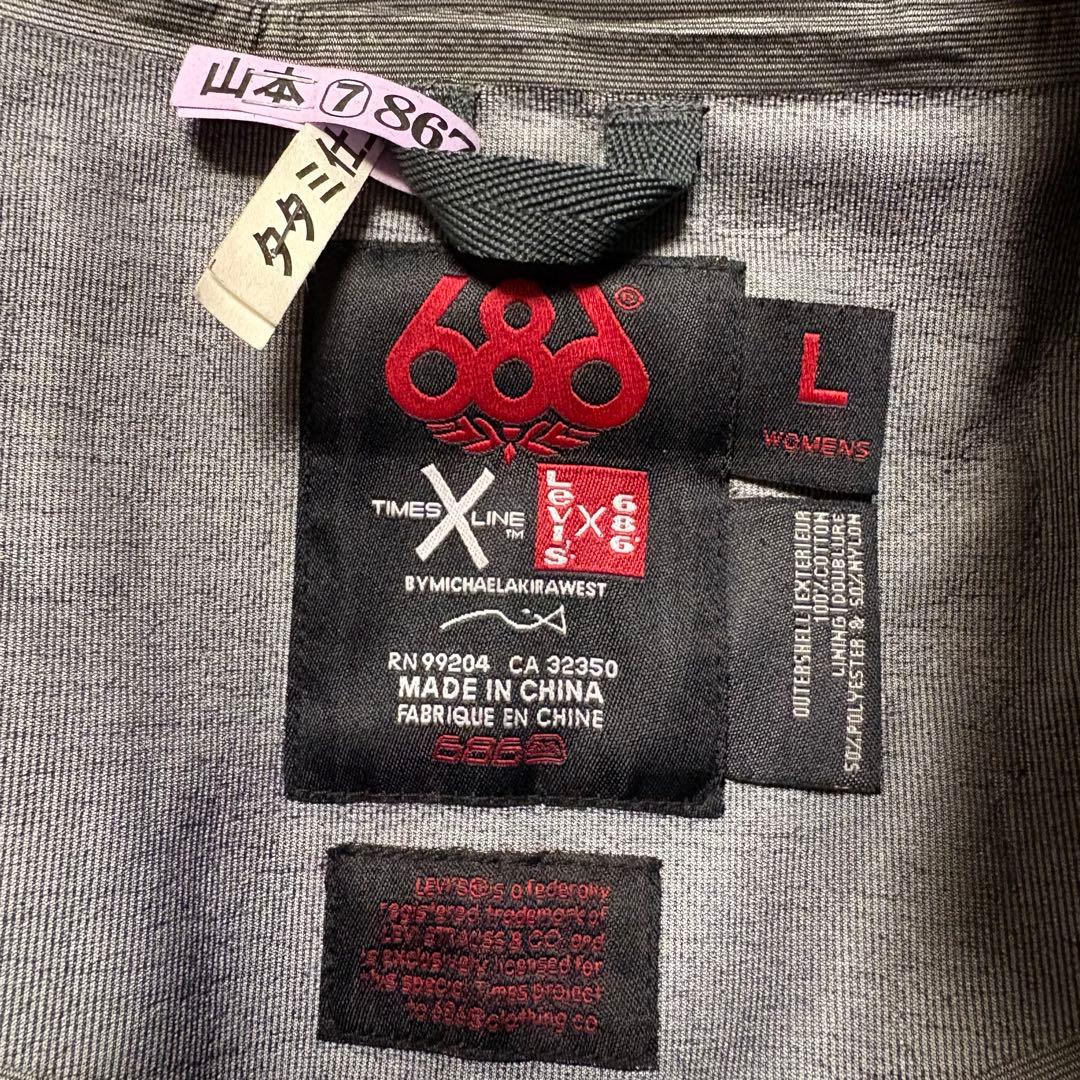 山本 ⑦ 867
タタミ仕
686®
L
WOMENS
TIMES X LINE™
Levi's X 686
BYMICHAELAKIRAWEST
RN 99204 CA 32350
MADE IN CHINA
FABRIQUE EN CHINE
686
OUTERSHELL|EXTERIEUR
100% COTTON
LINING|DOUBLURE
50% POLYESTER & 50% NYLON
LEVI'S® is a federally
registered trademark of
LEVI STRAUSS & CO. and
is exclusively licensed for
this special Times project
To 686® clothing co